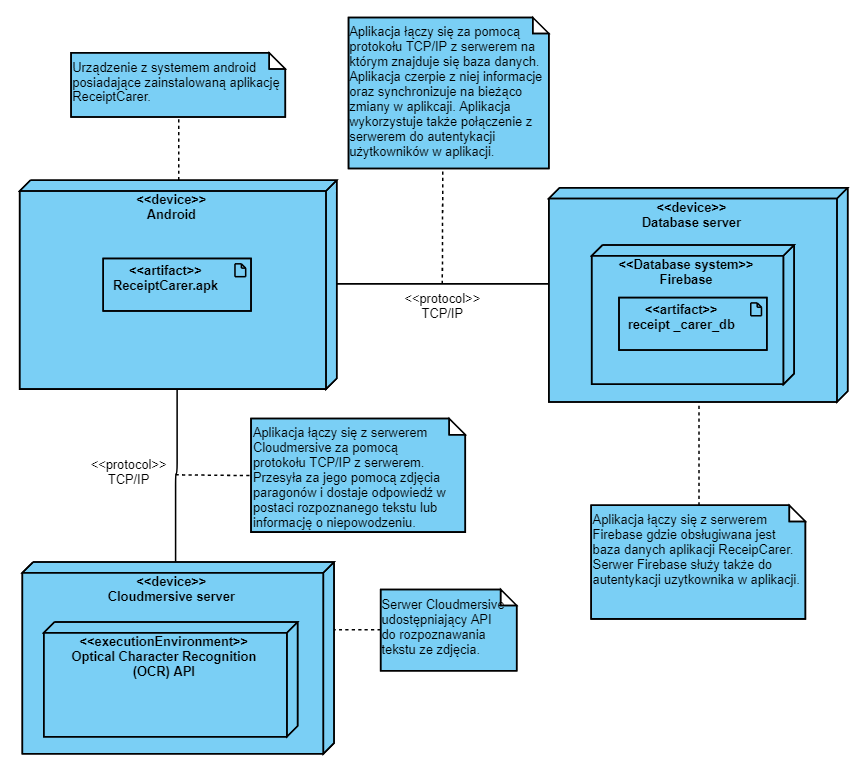 Aplikacja łączy się za pomocą
protokołu TCP/IP z serwerem na
którym znajduje się baza danych.
Aplikacja czerpie z niej informacje
oraz synchronizuje na bieżąco
zmiany w aplikcaji. Aplikacja
wykorzystuje także połączenie z
serwerem do autentykacji
użytkowników w aplikacji.
Urządzenie z systemem android
posiadające zainstalowaną aplikację
ReceiptCarer.
<<device>>
Android
<<artifact>>
ReceiptCarer.apk
<<protocol>>
TCP/IP
<<device>>
Database server
<<Database system>>
Firebase
<<artifact>>
receipt _carer_db
<<protocol>>
TCP/IP
Aplikacja łączy się z serwerem
Cloudmersive za pomocą
protokołu TCP/IP z serwerem.
Przesyła za jego pomocą zdjęcia
paragonów i dostaje odpowiedź w
postaci rozpoznanego tekstu lub
informację o niepowodzeniu.
Aplikacja łączy się z serwerem
Firebase gdzie obsługiwana jest
baza danych aplikacji ReceipCarer.
Serwer Firebase służy także do
autentykacji uzytkownika w aplikacji.
<<device>>
Cloudmersive server
<<executionEnvironment>>
Optical Character Recognition
(OCR) API
Serwer Cloudmersive
udostępniający API
do rozpoznawania
tekstu ze zdjęcia.